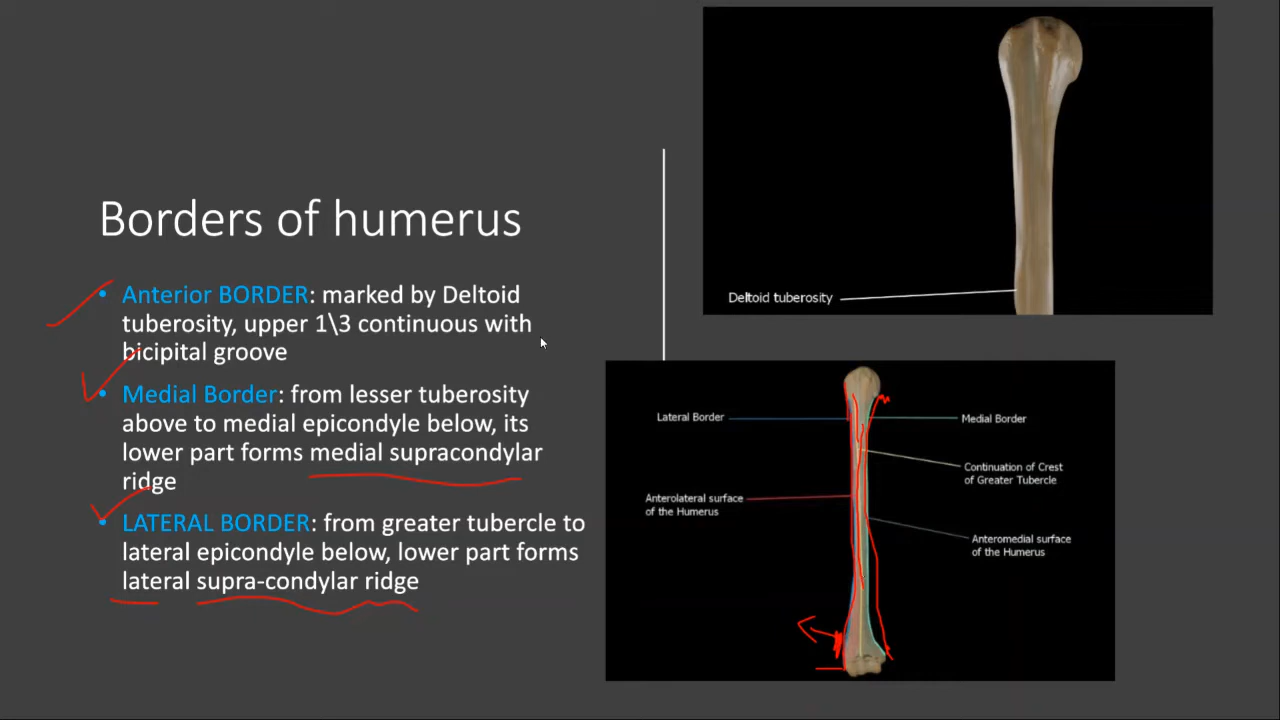 Borders of humerus
• Anterior BORDER: marked by Deltoid
tuberosity, upper 1\3 continuous with
bicipital groove
• Medial Border: from lesser tuberosity
above to medial epicondyle below, its
lower part forms medial supracondylar
ridge
• LATERAL BORDER: from greater tubercle to
lateral epicondyle below, lower part forms
lateral supra-condylar ridge
Deltoid tuberosity
Lateral Border
Medial Border
Continuation of Crest
of Greater Tubercle
Anterolateral surface
of the Humerus
Anteromedial surface
of the Humerus